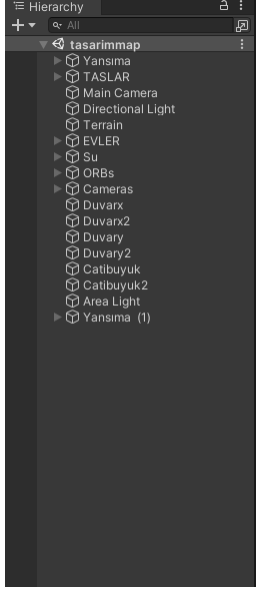 Hierarchy
All
tasarimmap
Yansıma
TASLAR
Main Camera
Directional Light
Terrain
EVLER
Su
ORBs
Cameras
Duvarx
Duvarx2
Duvary
Duvary2
Catibuyuk
Catibuyuk2
Area Light
Yansıma (1)